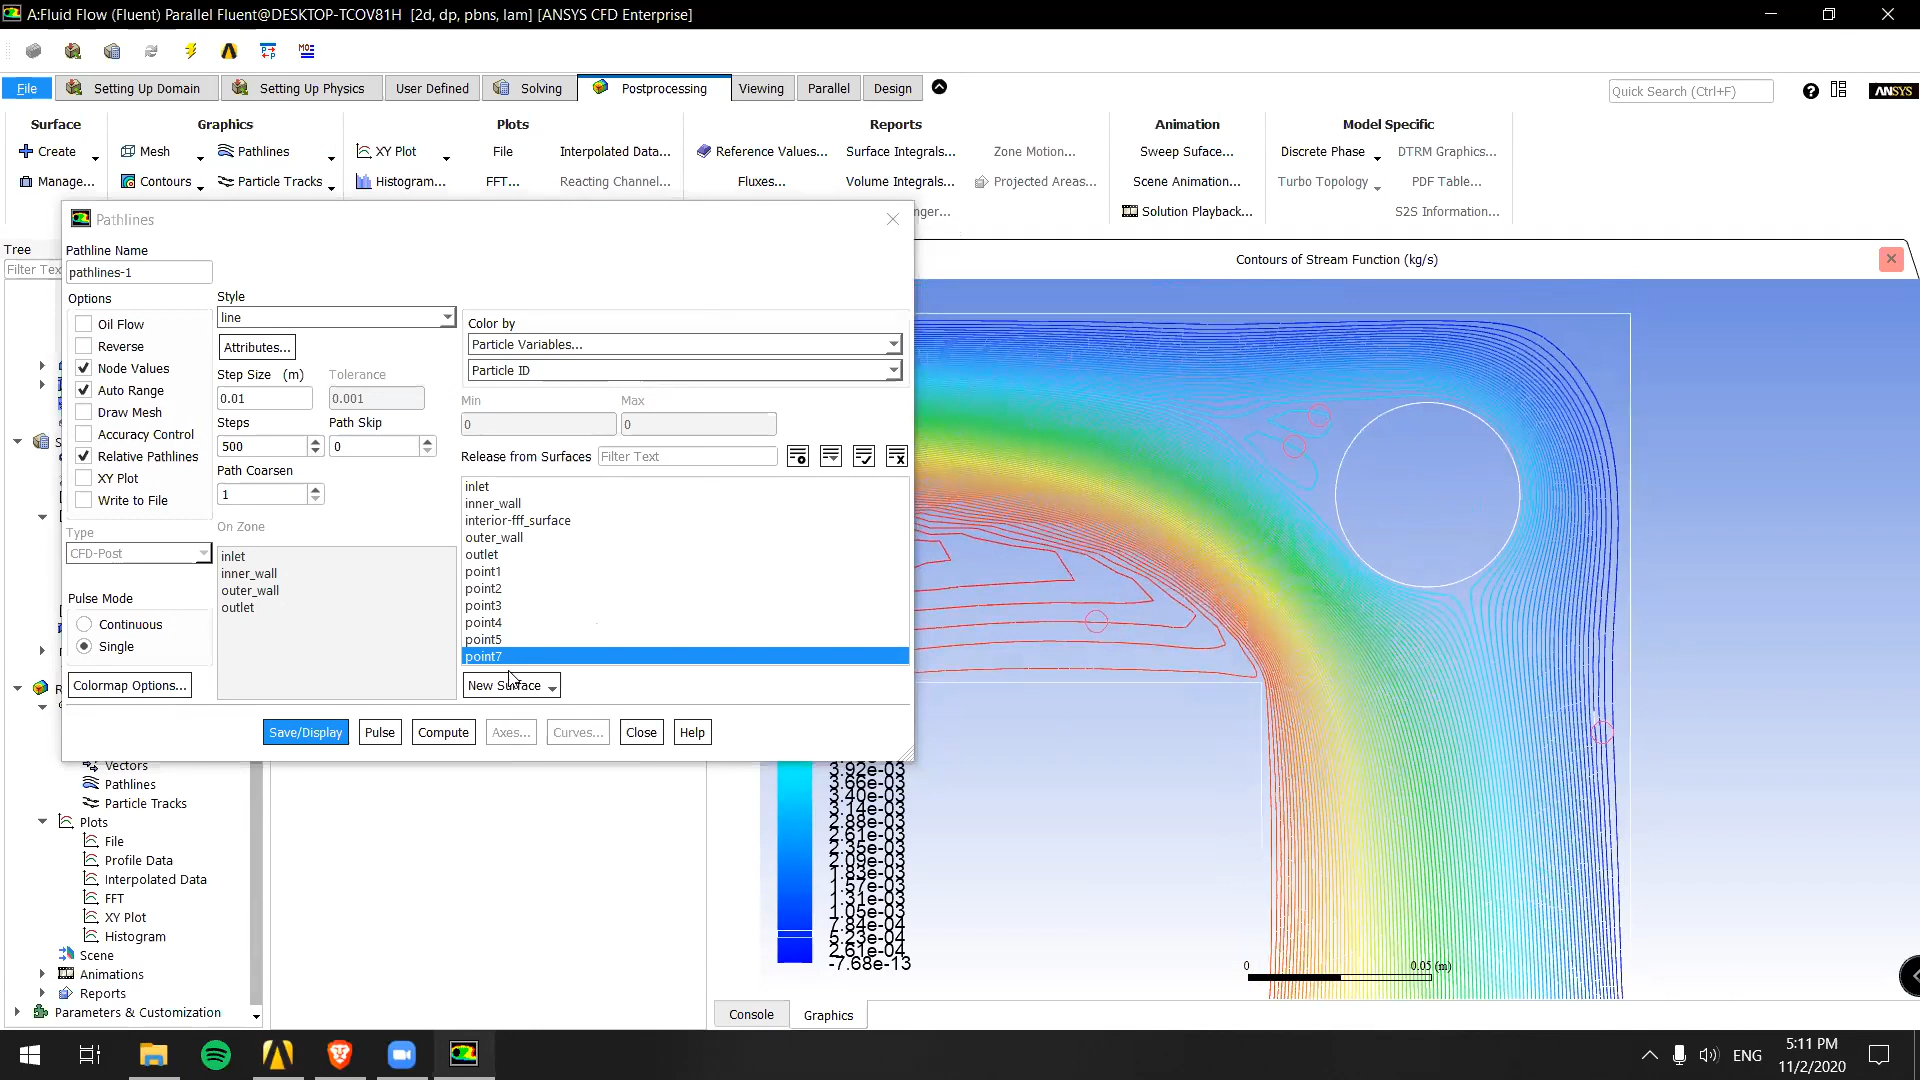 A:Fluid Flow (Fluent) Parallel Fluent@DESKTOP-TCOV81H [2d, dp, pbns, lam] [ANSYS CFD Enterprise]
File
Setting Up Domain
Setting Up Physics
User Defined
Solving
Postprocessing
Viewing
Parallel
Design
Quick Search (Ctrl+F)
ANSYS
Surface
Graphics
Plots
Reports
Animation
Model Specific
Create
Mesh
Pathlines
XY Plot
File
Interpolated Data...
Reference Values...
Surface Integrals...
Zone Motion...
Sweep Suface...
Discrete Phase
DTRM Graphics...
Manage...
Contours
Particle Tracks
Histogram...
FFT...
Reacting Channel...
Fluxes...
Volume Integrals...
Projected Areas...
Scene Animation...
Turbo Topology
PDF Table...
Solution Playback...
S2S Information...
Tree
Pathlines
Pathline Name
pathlines-1
Options
Oil Flow
Reverse
Node Values
Auto Range
Draw Mesh
Accuracy Control
Relative Pathlines
XY Plot
Write to File
Type
CFD-Post
Pulse Mode
Continuous
Single
Colormap Options...
Style
line
Attributes...
Step Size (m)
Tolerance
0.01
0.001
Steps
Path Skip
500
0
Path Coarsen
1
On Zone
inlet
inner_wall
outer_wall
outlet
Color by
Particle Variables...
Particle ID
Min
Max
0
0
Release from Surfaces
Filter Text
inlet
inner_wall
interior-fff_surface
outer_wall
outlet
point1
point2
point3
point4
point5
point7
New Surface
Save/Display
Pulse
Compute
Axes...
Curves...
Close
Help
Contours of Stream Function (kg/s)
3.92e-03
3.66e-03
3.40e-03
3.14e-03
2.88e-03
2.61e-03
2.35e-03
2.09e-03
1.83e-03
1.57e-03
1.31e-03
1.05e-03
7.84e-04
5.23e-04
2.61e-04
-7.68e-13
0
0.05 (m)
Vectors
Pathlines
Particle Tracks
Plots
File
Profile Data
Interpolated Data
FFT
XY Plot
Histogram
Scene
Animations
Reports
Parameters & Customization
Console
Graphics
ENG
5:11 PM
11/2/2020